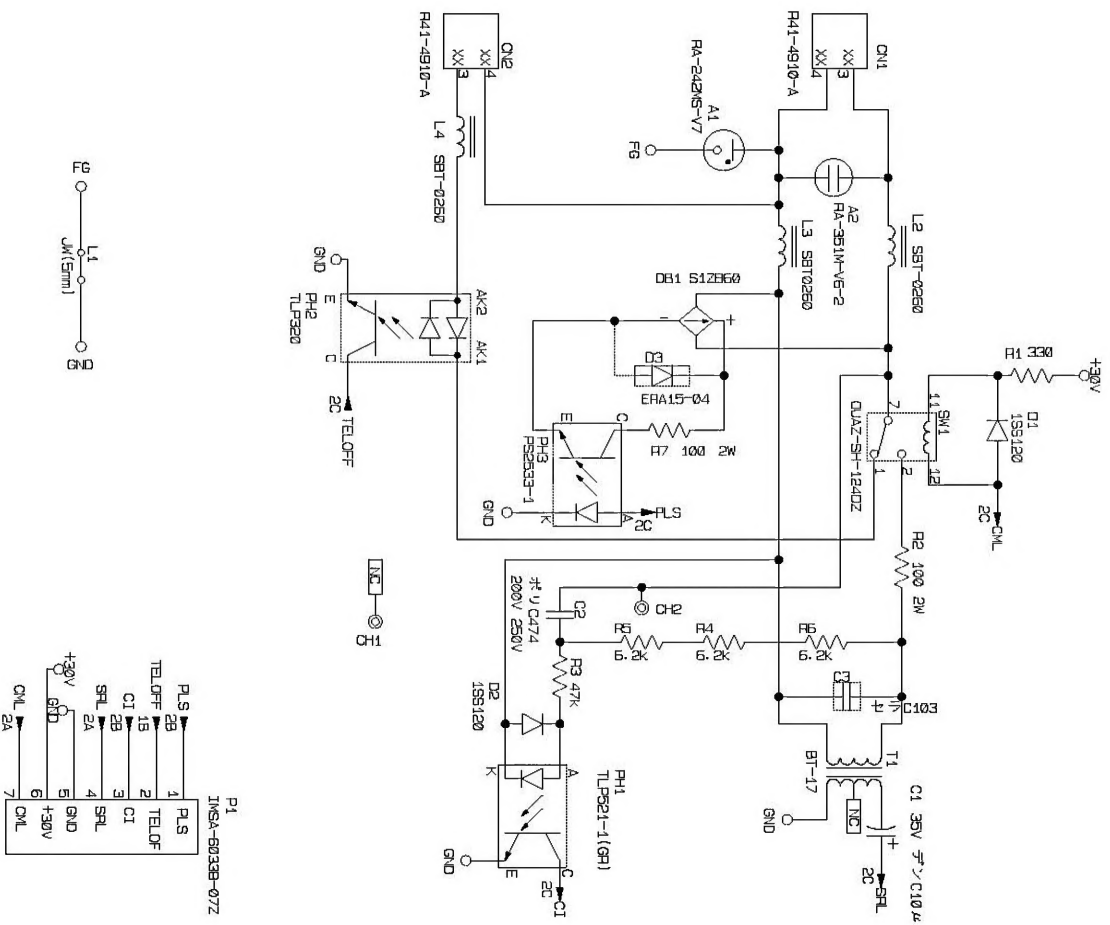 R41-4910-A
XX 3
XX 4
CN2
RA-242MS-V7
A1
FG
R41-4910-A
XX 4
XX 3
CN1
L4 SBT-0260
A2
RA-351M-V6-2
L3 SBT0260
L2 SBT-0260
FG
L1
JW(5mm)
GND
GND
E
C
PH2
TLP320
AK2
AK1
2C
TELOFF
DB1 S1ZB60
-
+
D3
ERA15-04
E
C
R7 100 2W
PH3
PS2533-1
K
A
GND
PLS
2C
R1 330
+30V
11
12
SW1
7
1
2
OUAZ-SH-124DZ
D1
1SS120
CML
2C
R2 100 2W
NC
CH1
C2
ポリC474
200V 250V
CH2
R5
6.2K
R4
6.2K
R6
6.2K
R3 47K
D2
1SS120
C3
セラC103
K
A
PH1
TLP521-1(GR)
E
C
GND
2C
CI
T1
BT-17
GND
NC
C1 35V デンC10μ
+
2C
SRL
CML
2A
+30V
GND
SRL
2A
CI
2B
TELOFF
1B
PLS
2B
7 CML
6 +30V
5 GND
4 SRL
3 CI
2 TELOF
1 PLS
P1
IMSA-6033B-07Z